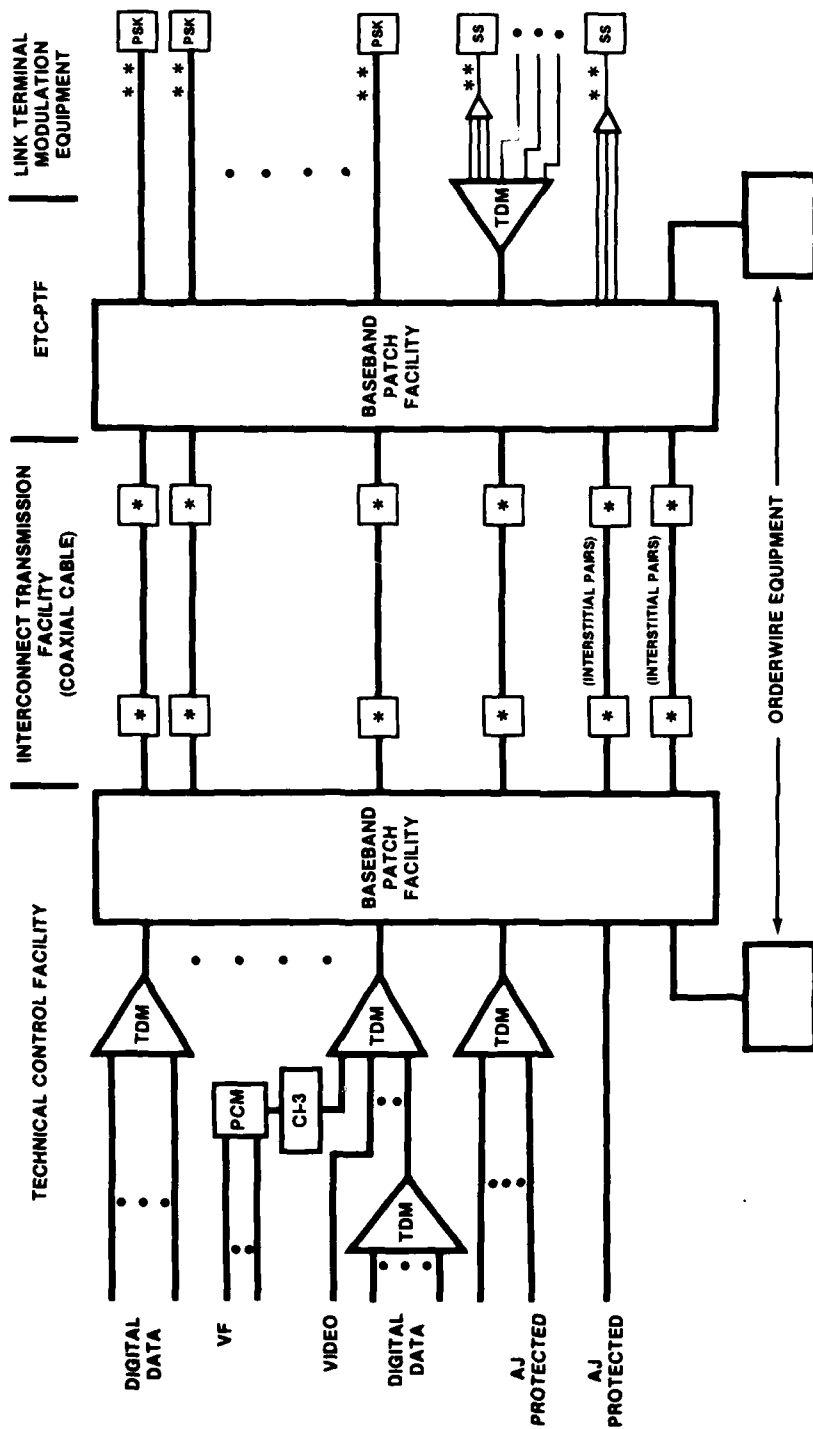 TECHNICAL CONTROL FACILITY
INTERCONNECT TRANSMISSION
FACILITY
(COAXIAL CABLE)
ETC-PTF
LINK TERMINAL
MODULATION
EQUIPMENT
DIGITAL
DATA
VF
VIDEO
DIGITAL
DATA
AJ
PROTECTED
AJ
PROTECTED
TDM
PCM
CI-3
TDM
TDM
TDM
BASEBAND
PATCH
FACILITY
*
*
*
*
*
*
*
*
(INTERSTITIAL PAIRS)
*
*
(INTERSTITIAL PAIRS)
*
*
BASEBAND
PATCH
FACILITY
TDM
* *
PSK
* *
PSK
* *
PSK
* *
SS
* *
SS
ORDERWIRE EQUIPMENT